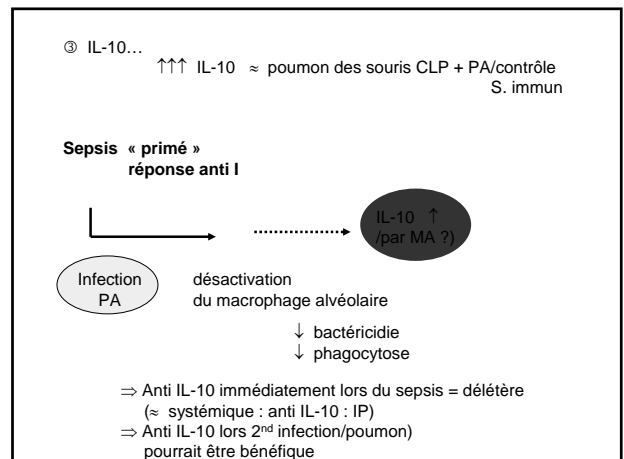 ③ IL-10…
↑↑↑ IL-10 ≈ poumon des souris CLP + PA/contrôle
S. immun
Sepsis « primé »
réponse anti I
IL-10 ↑
/par MA ?)
Infection
PA
désactivation
du macrophage alvéolaire
↓ bactéricidie
↓ phagocytose
⇒ Anti IL-10 immédiatement lors du sepsis = délétère
(≈ systémique : anti IL-10 : IP)
⇒ Anti IL-10 lors 2nd infection/poumon)
pourrait être bénéfique